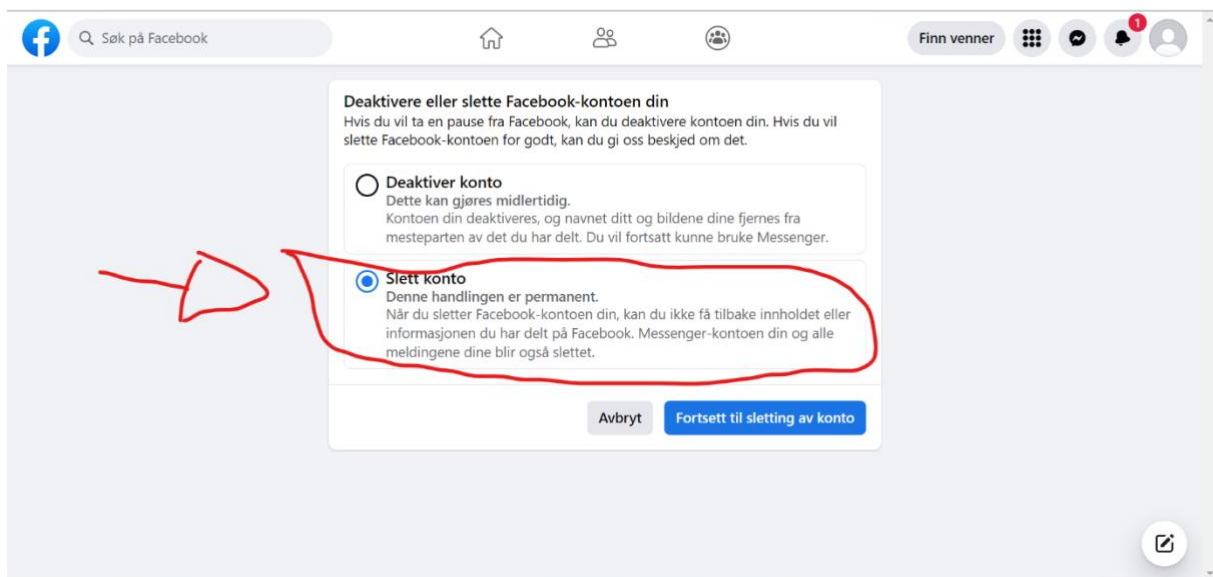 Søk på Facebook
Finn venner
1
Deaktivere eller slette Facebook-kontoen din
Hvis du vil ta en pause fra Facebook, kan du deaktivere kontoen din. Hvis du vil
slette Facebook-kontoen for godt, kan du gi oss beskjed om det.
Deaktiver konto
Dette kan gjøres midlertidig.
Kontoen din deaktiveres, og navnet ditt og bildene dine fjernes fra
mesteparten av det du har delt. Du vil fortsatt kunne bruke Messenger.
Slett konto
Denne handlingen er permanent.
Når du sletter Facebook-kontoen din, kan du ikke få tilbake innholdet eller
informasjonen du har delt på Facebook. Messenger-kontoen din og alle
meldingene dine blir også slettet.
Avbryt
Fortsett til sletting av konto